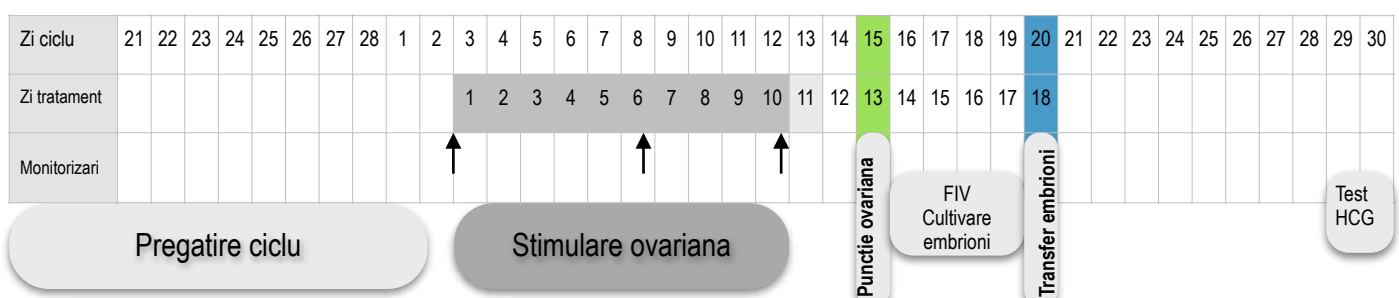 Zi ciclu 21 22 23 24 25 26 27 28 1 2 3 4 5 6 7 8 9 10 11 12 13 14 15 16 17 18 19 20 21 22 23 24 25 26 27 28 29 30
Zi tratament 1 2 3 4 5 6 7 8 9 10 11 12 13 14 15 16 17 18
Monitorizari
Pregatire ciclu
Stimulare ovariana
Punctie ovariana
FIV
Cultivare
embrioni
Transfer embrioni
Test
HCG